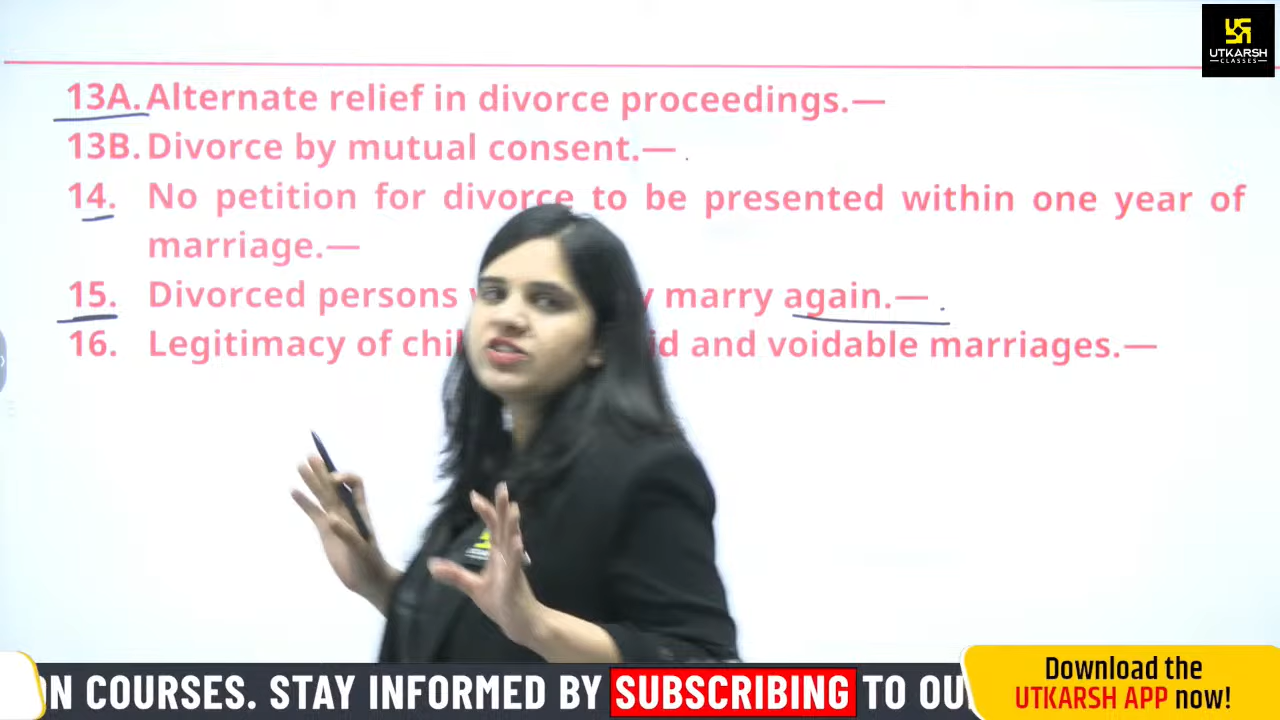 UTKARSH
CLASSES
13A. Alternate relief in divorce proceedings.—
13B. Divorce by mutual consent.—
14. No petition for divorce to be presented within one year of
marriage.—
15. Divorced persons marry again.—
16. Legitimacy of and voidable marriages.—
ON COURSES. STAY INFORMED BY SUBSCRIBING TO OU
Download the
UTKARSH APP now!